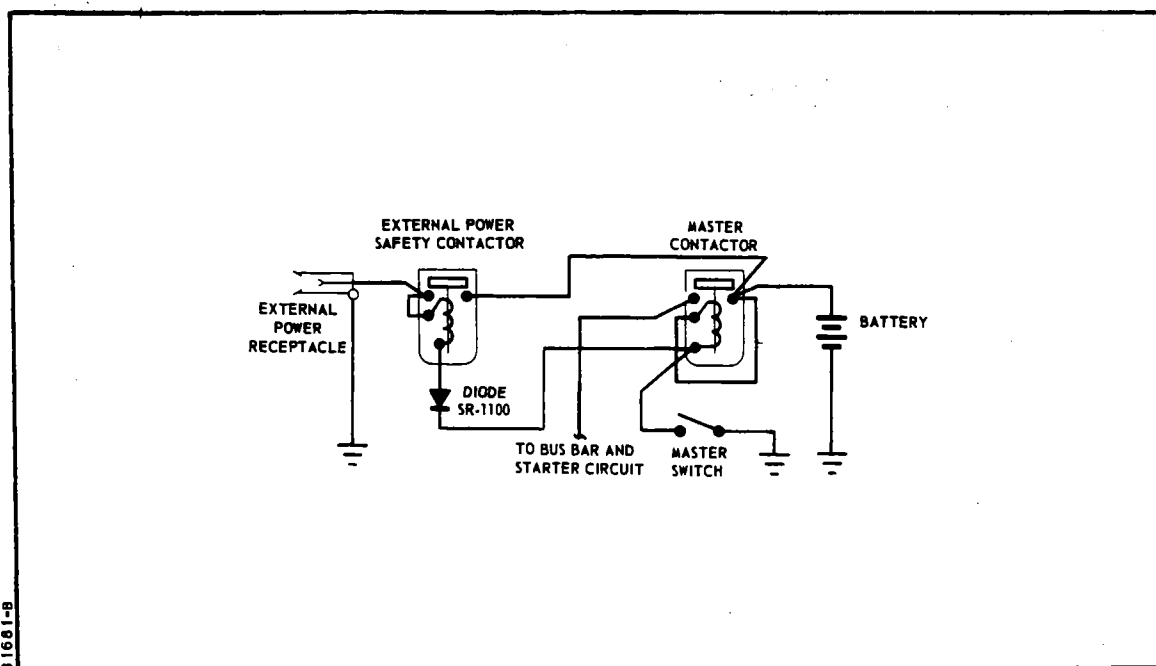 EXTERNAL POWER
SAFETY CONTACTOR
MASTER
CONTACTOR
EXTERNAL
POWER
RECEPTACLE
BATTERY
DIODE
SR-1100
TO BUS BAR AND
STARTER CIRCUIT
MASTER
SWITCH
31681-B